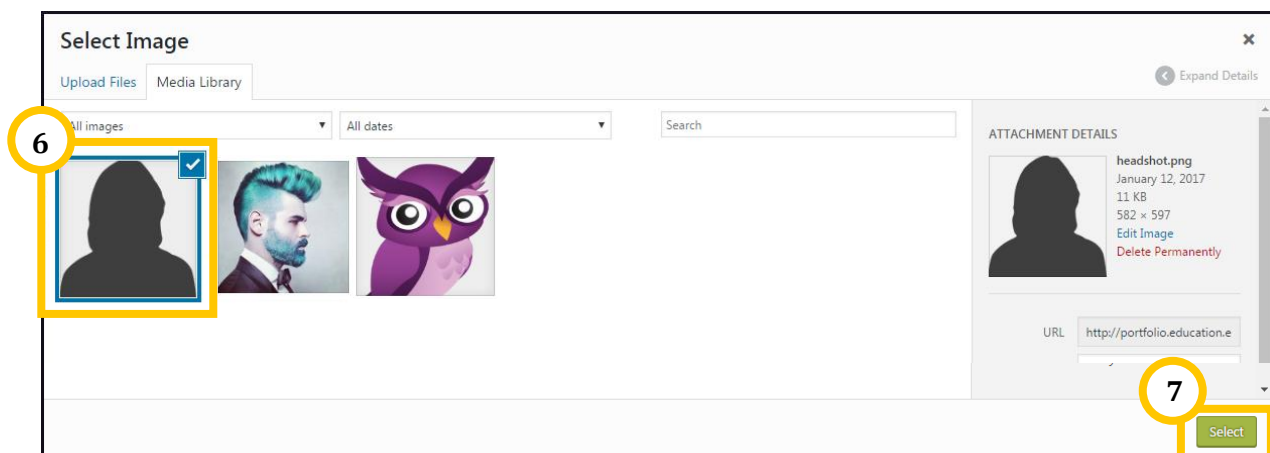 Select Image
×
Upload Files
Media Library
Expand Details
All images
All dates
Search
6
ATTACHMENT DETAILS
headshot.png
January 12, 2017
11 KB
582 × 597
Edit Image
Delete Permanently
URL
http://portfolio.education.e
7
Select